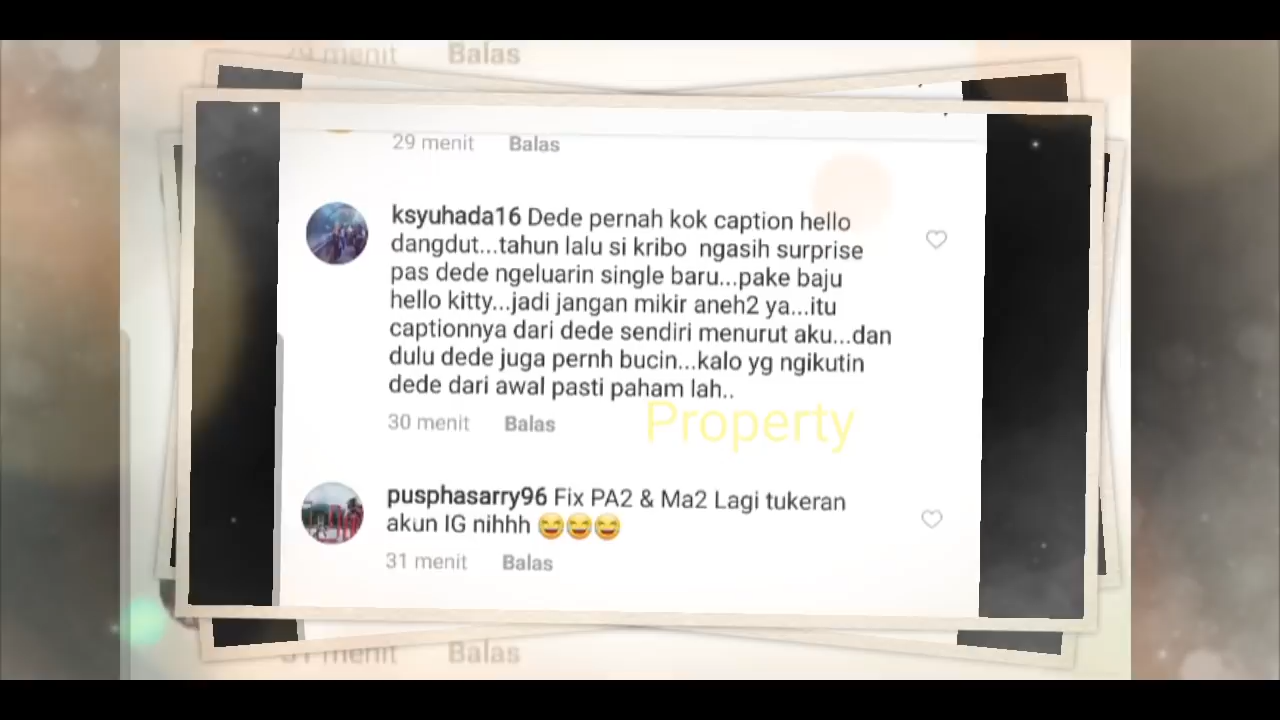 29 menit Balas
29 menit Balas
ksyuhada16 Dede pernah kok caption hello
dangdut...tahun lalu si kribo ngasih surprise
pas dede ngeluarin single baru...pake baju
hello kitty...jadi jangan mikir aneh2 ya...itu
captionnya dari dede sendiri menurut aku...dan
dulu dede juga pernh bucin...kalo yg ngikutin
dede dari awal pasti paham lah..
30 menit Balas
Property
pusphasarry96 Fix PA2 & Ma2 Lagi tukeran
akun IG nihhh 😆😆😆
31 menit Balas
31 menit Balas